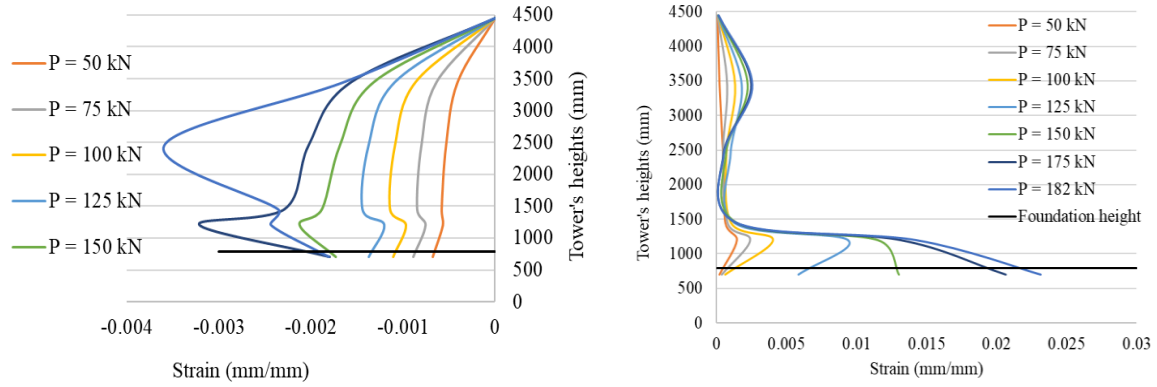 P = 50 kN
P = 75 kN
P = 100 kN
P = 125 kN
P = 150 kN
4500
4000
3500
3000
2500
2000
1500
1000
500
0
Tower's heights (mm)
-0.004 -0.003 -0.002 -0.001 0
Strain (mm/mm)
4500
4000
3500
3000
2500
2000
1500
1000
500
0
Tower's heights (mm)
P = 50 kN
P = 75 kN
P = 100 kN
P = 125 kN
P = 150 kN
P = 175 kN
P = 182 kN
Foundation height
0 0.005 0.01 0.015 0.02 0.025 0.03
Strain (mm/mm)